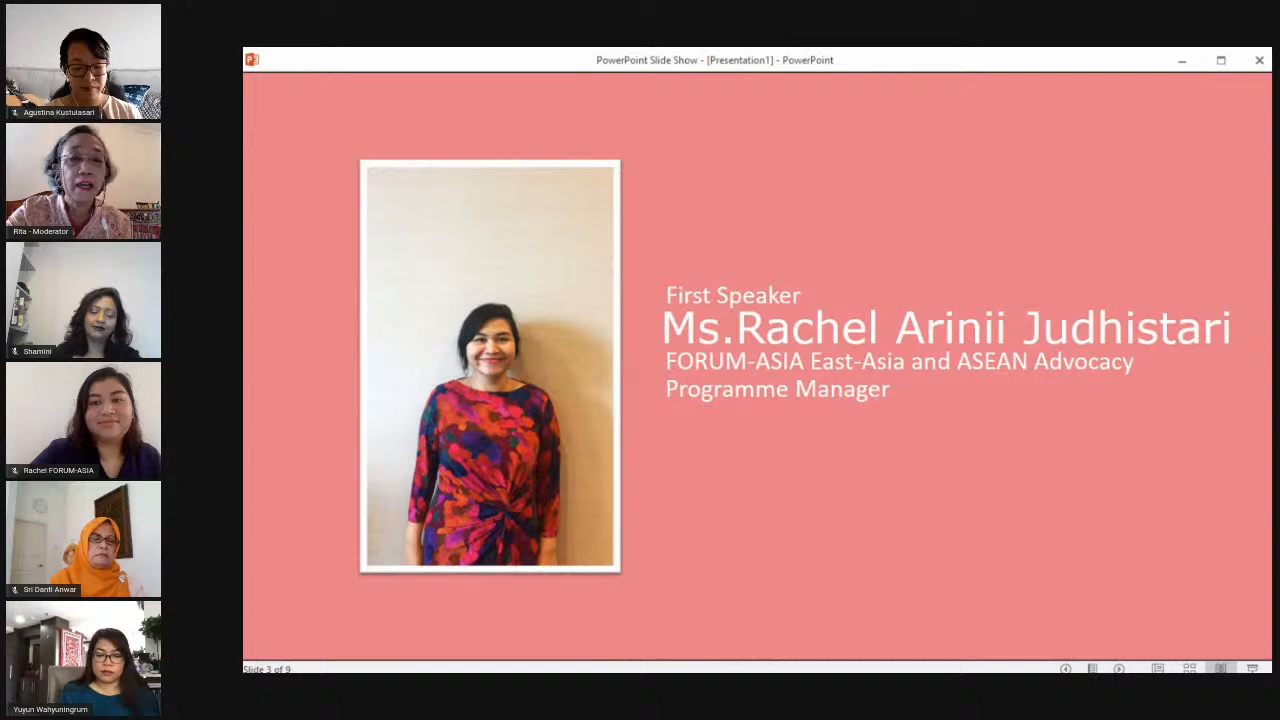 Agustina Kustulasari
Rita - Moderator
Shamini
Rachel FORUM-ASIA
Sri Danti Anwar
Yuyun Wahyuningrum
PowerPoint Slide Show - [Presentation1] - PowerPoint
First Speaker
Ms.Rachel Arinii Judhistari
FORUM-ASIA East-Asia and ASEAN Advocacy
Programme Manager
Slide 3 of 9